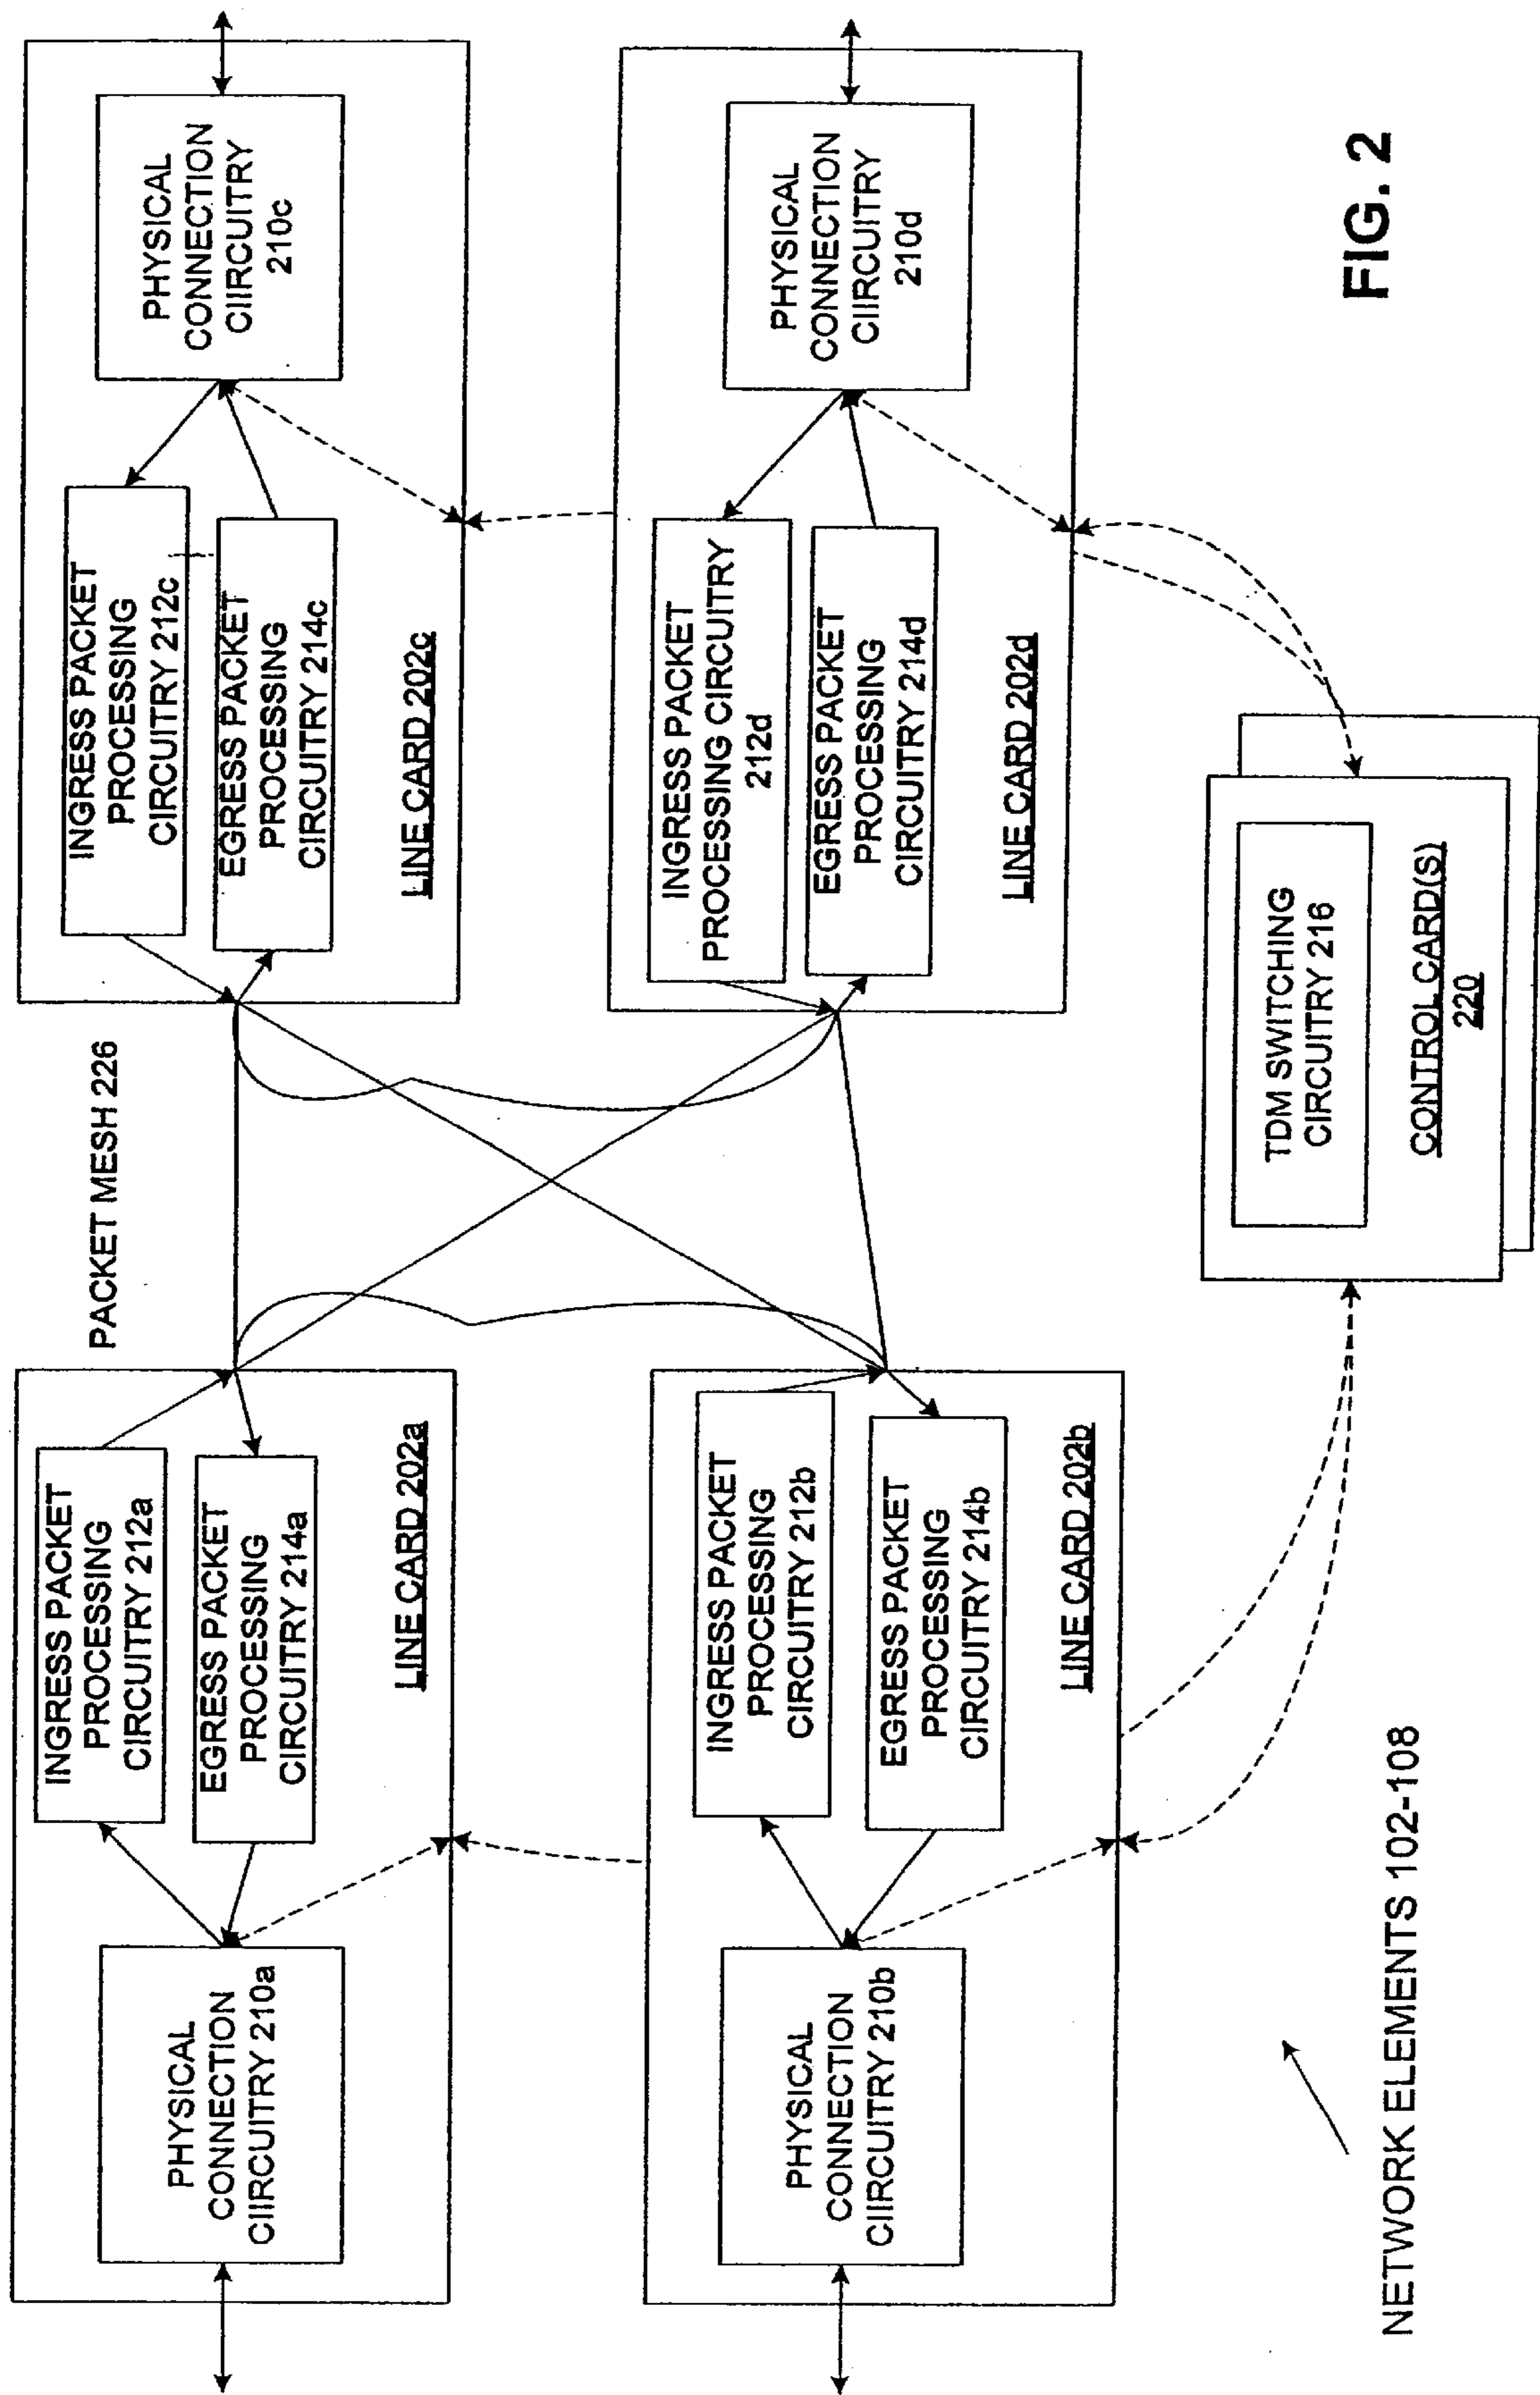 PACKET MESH 226
INGRESS PACKET
PROCESSING
CIRCUITRY 212a
EGRESS PACKET
PROCESSING
CIRCUITRY 214a
PHYSICAL
CONNECTION
CIIRCUITRY 210a
LINE CARD 202a
INGRESS PACKET
PROCESSING
CIRCUITRY 212c
EGRESS PACKET
PROCESSING
CIRCUITRY 214c
PHYSICAL
CONNECTION
CIIRCUITRY
210c
LINE CARD 202c
INGRESS PACKET
PROCESSING
CIRCUITRY 212b
EGRESS PACKET
PROCESSING
CIRCUITRY 214b
PHYSICAL
CONNECTION
CIIRCUITRY 210b
LINE CARD 202b
INGRESS PACKET
PROCESSING CIRCUITRY
212d
EGRESS PACKET
PROCESSING
CIRCUITRY 214d
PHYSICAL
CONNECTION
CIIRCUITRY
210d
LINE CARD 202d
TDM SWITCHING
CIRCUITRY 216
CONTROL CARD(S)
220
NETWORK ELEMENTS 102-108
FIG. 2